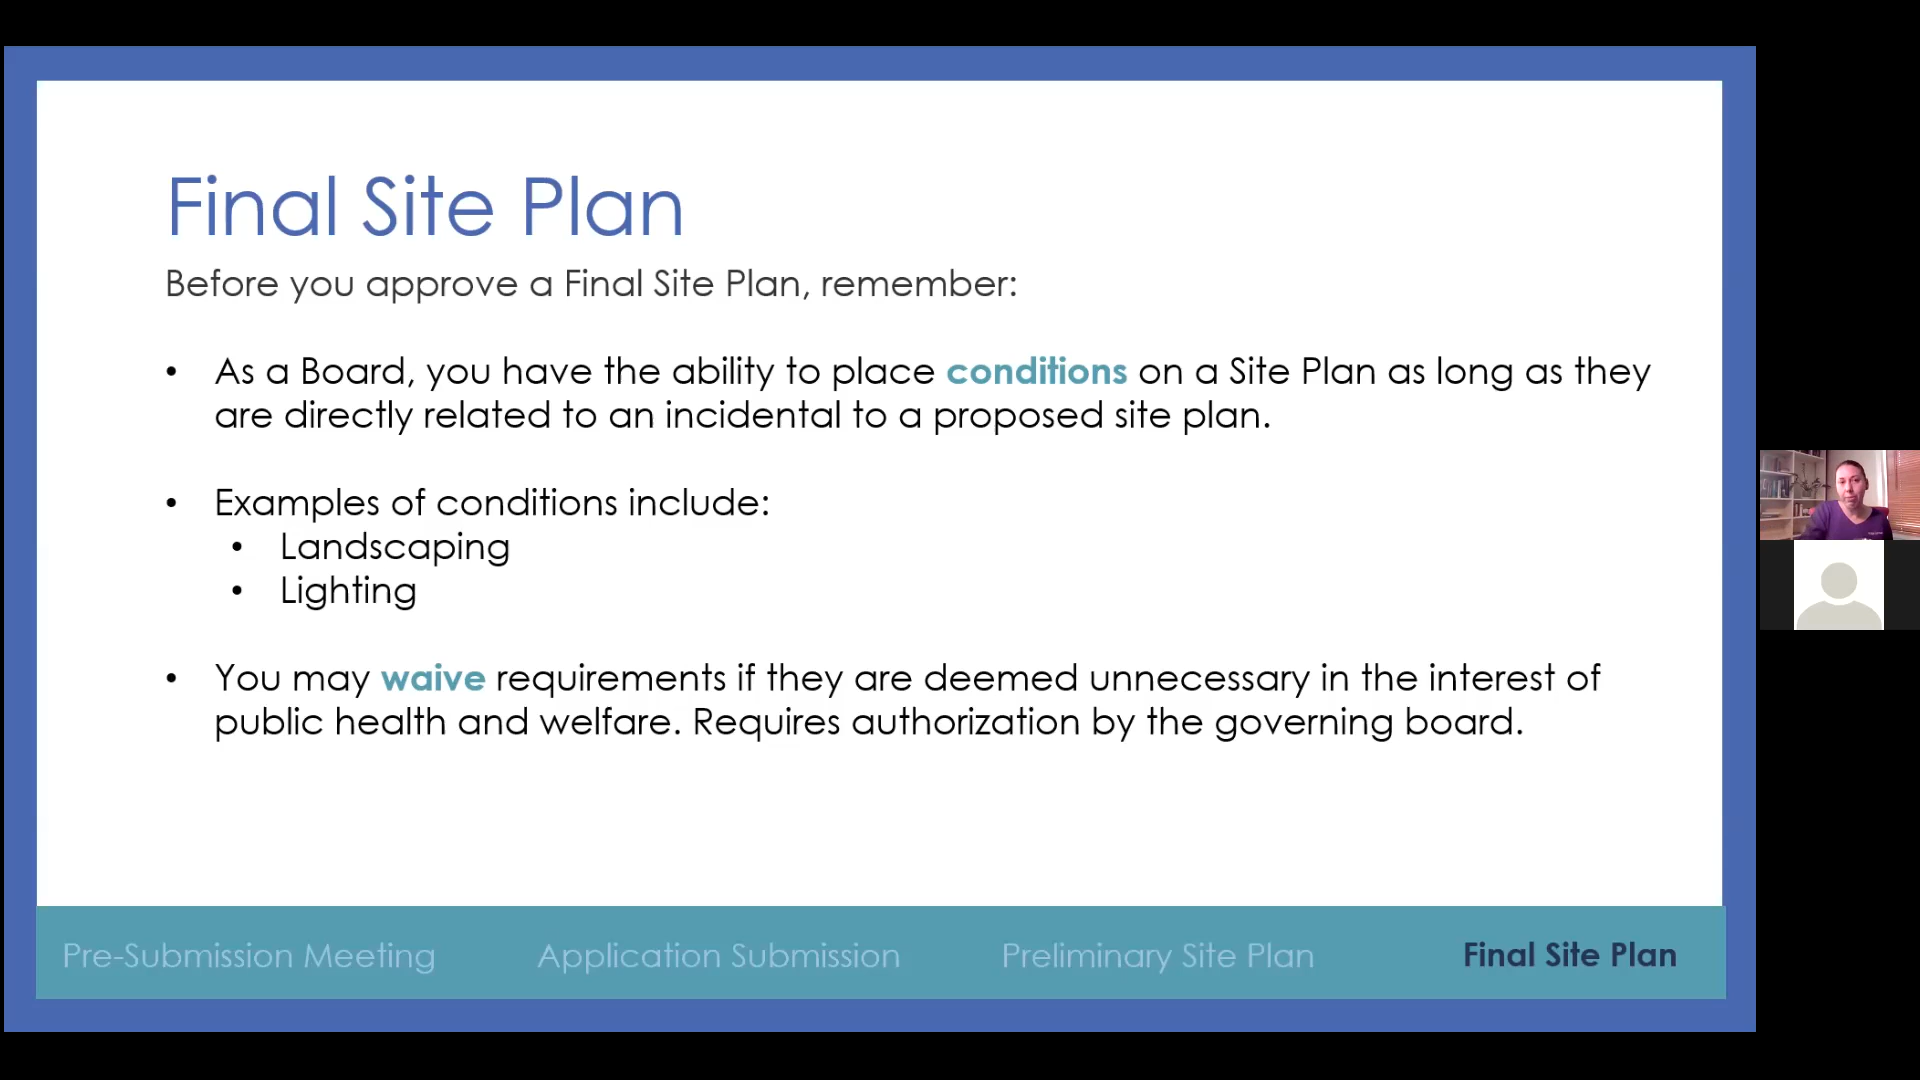 Final Site Plan
Before you approve a Final Site Plan, remember:
• As a Board, you have the ability to place conditions on a Site Plan as long as they
are directly related to an incidental to a proposed site plan.
• Examples of conditions include:
• Landscaping
• Lighting
• You may waive requirements if they are deemed unnecessary in the interest of
public health and welfare. Requires authorization by the governing board.
Pre-Submission Meeting Application Submission Preliminary Site Plan Final Site Plan